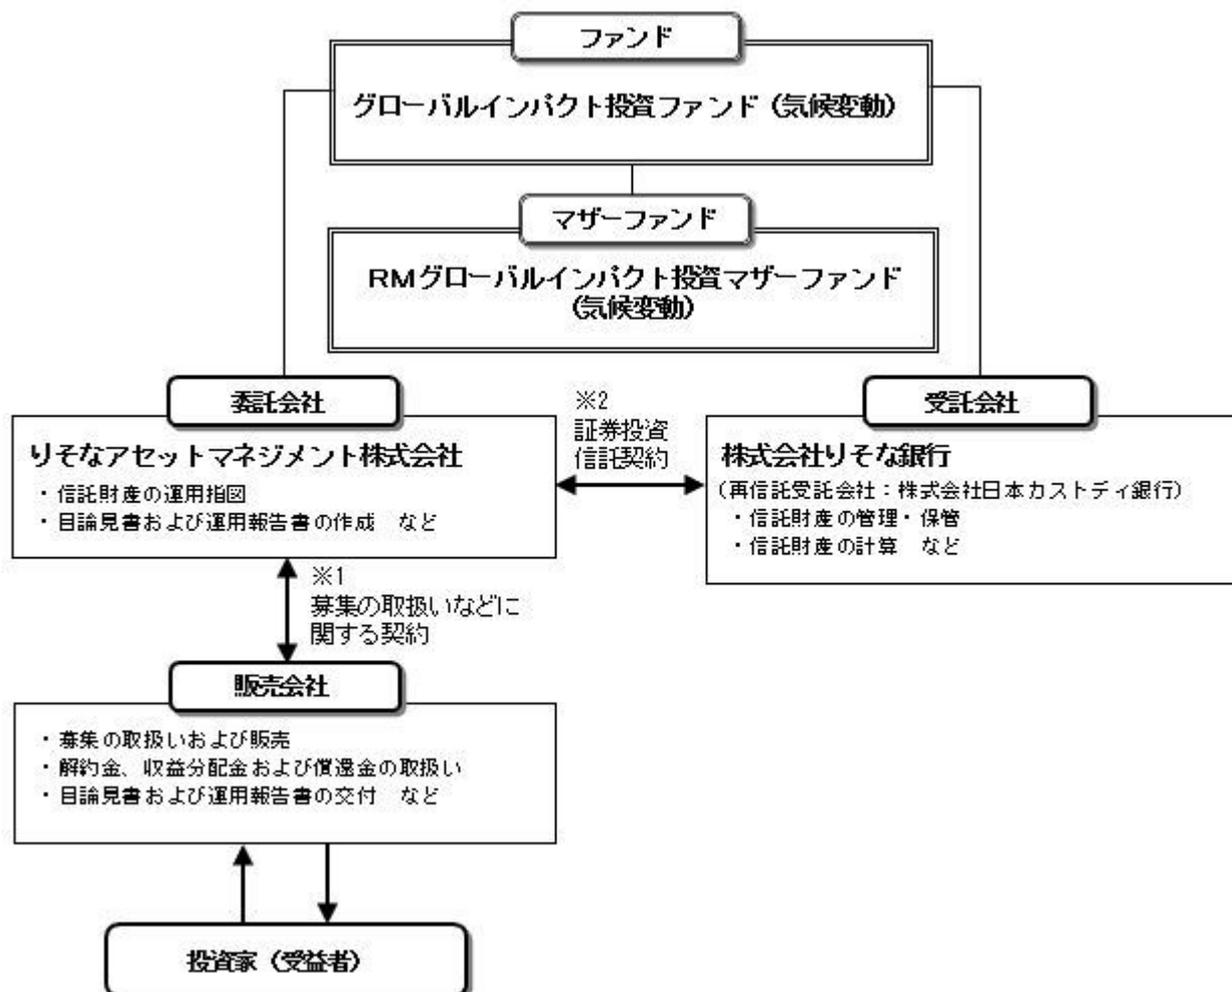 ファンド
グローバルインパクト投資ファンド(気候変動)
マザーファンド
RMグローバルインパクト投資マザーファンド
(気候変動)
委託会社
りそなアセットマネジメント株式会社
・信託財産の運用指図
・目論見書および運用報告書の作成 など
※2
証券投資
信託契約
受託会社
株式会社りそな銀行
(再信託受託会社:株式会社日本カストディ銀行)
・信託財産の管理・保管
・信託財産の計算 など
※1
募集の取扱いなどに
関する契約
販売会社
・募集の取扱いおよび販売
・解約金、収益分配金および償還金の取扱い
・目論見書および運用報告書の交付 など
投資家(受益者)